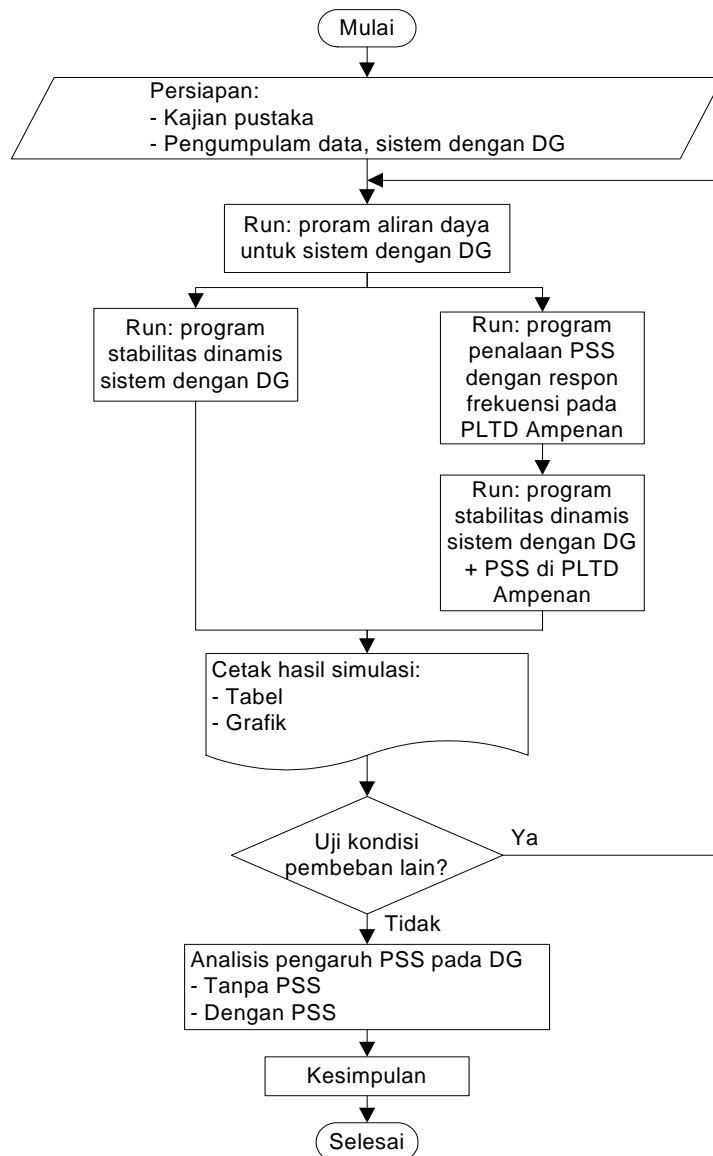 Mulai
Persiapan:
- Kajian pustaka
- Pengumpulam data, sistem dengan DG
Run: proram aliran daya
untuk sistem dengan DG
Run: program
stabilitas dinamis
sistem dengan DG
Run: program
penalaan PSS
dengan respon
frekuensi pada
PLTD Ampenan
Run: program
stabilitas dinamis
sistem dengan DG
+ PSS di PLTD
Ampenan
Cetak hasil simulasi:
- Tabel
- Grafik
Uji kondisi
pembeban lain?
Ya
Tidak
Analisis pengaruh PSS pada DG
- Tanpa PSS
- Dengan PSS
Kesimpulan
Selesai